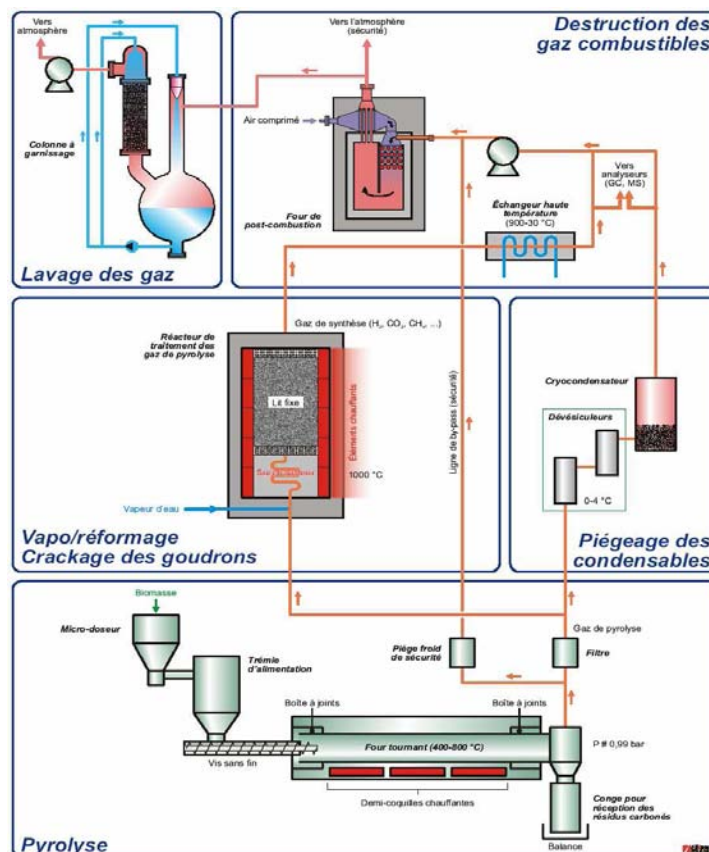 Vers
atmosphère
Colonne à
garnissage
Lavage des gaz
Vers l'atmosphère
(sécurité)
Destruction des
gaz combustibles
Air comprimé
Four de
post-combustion
Vers
analyseurs
(GC, MS)
Échangeur haute
température
(900-30 °C)
Réacteur de
traitement des
gaz de pyrolyse
Gaz de synthèse (H₂, CO₂, CH₄, ...)
Lit fixe
Éléments chauffants
1000 °C
Vapeur d'eau
Vapo/réformage
Crackage des goudrons
Ligne de by-pass (sécurité)
Cryocondensateur
Dévésiculeurs
0-4 °C
Piégeage des
condensables
Biomasse
Micro-doseur
Trémie
d'alimentation
Vis sans fin
Piège froid
de sécurité
Gaz de pyrolyse
Filtre
Boîte à joints
Boîte à joints
Four tournant (400-800 °C)
P # 0,99 bar
Demi-coquilles chauffantes
Conge pour
réception des
résidus carbonés
Balance
Pyrolyse